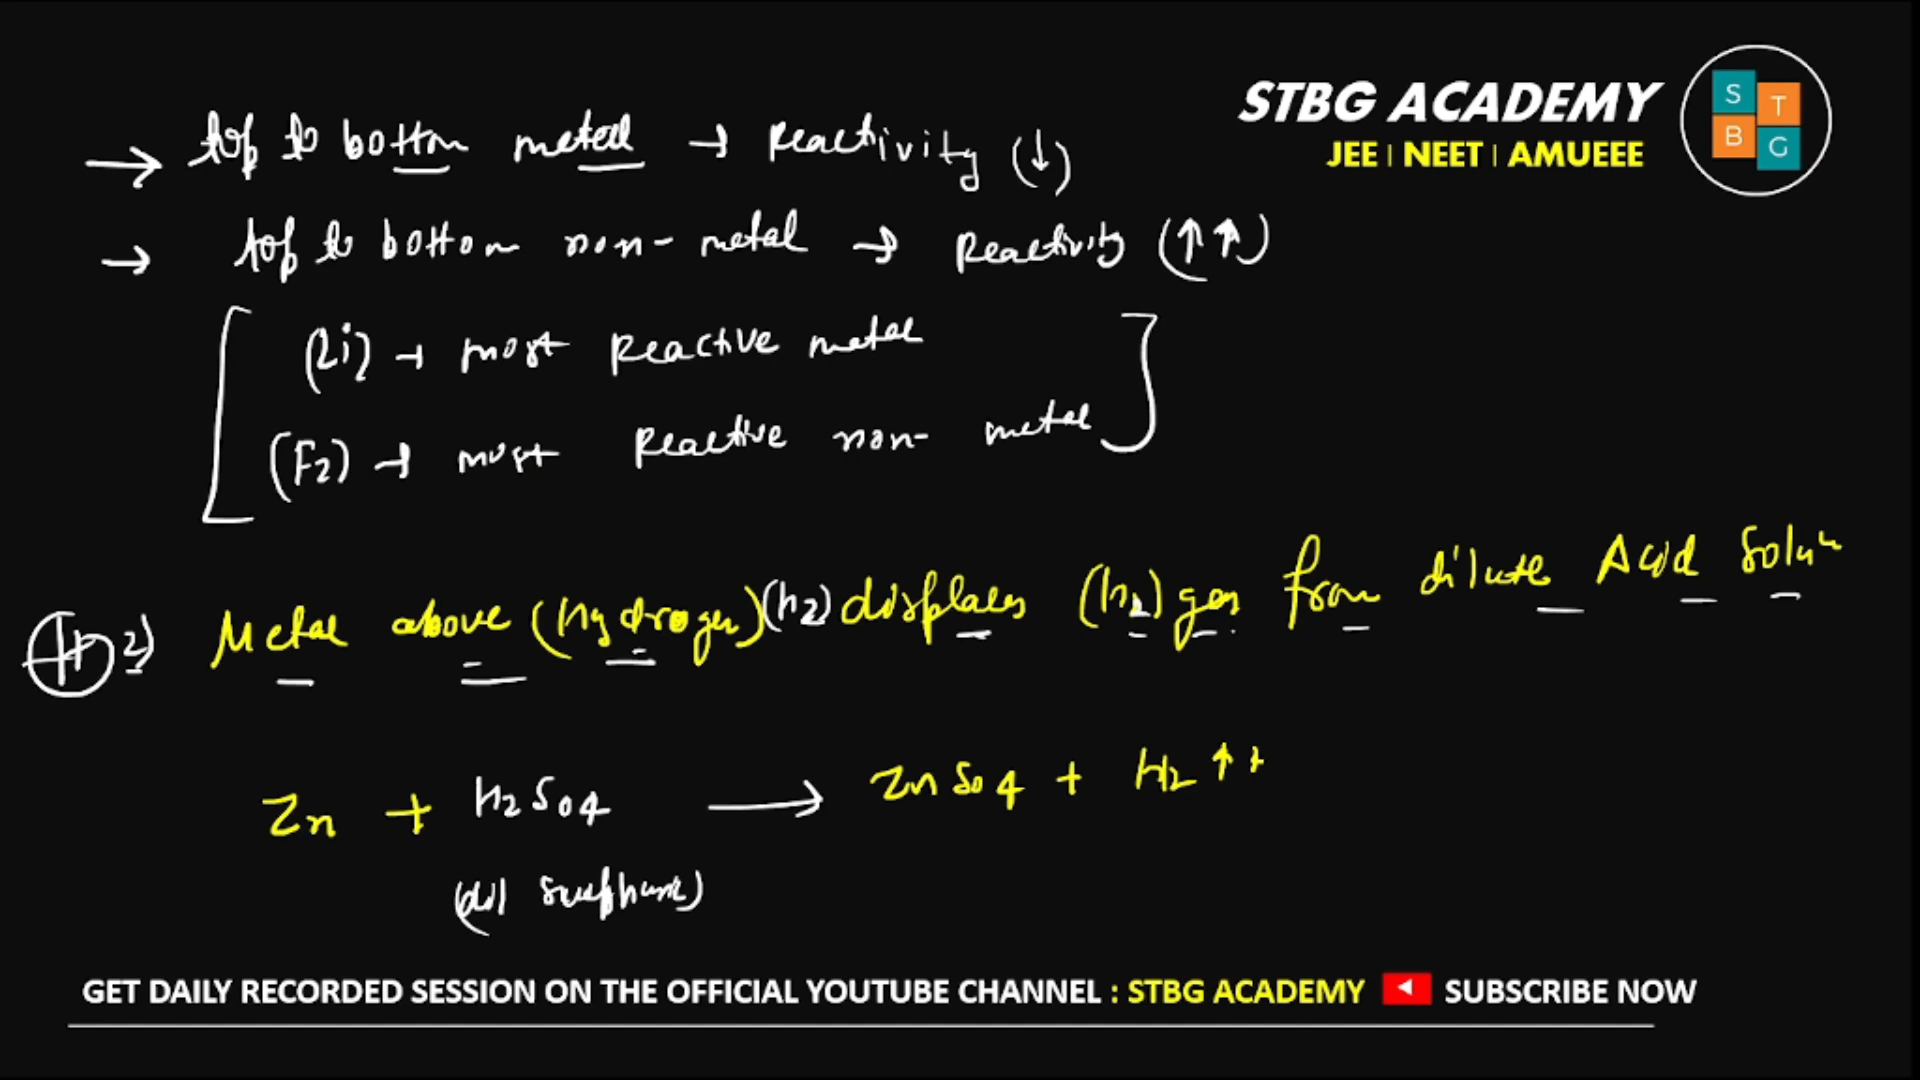 → top to bottom metal → Reactivity (↓)
→ top to bottom non-metal → Reactivity (↑↑)
(Li) → most Reactive metal
(F2) → most Reactive non-metal
2) Metal above (Hydrogen) (h2) displaces (h2) gas from dilute Acid Solun
Zn + H2SO4 ⟶ ZnSO4 + H2 ↑
(dil Sulphuric)
STBG ACADEMY
JEE | NEET | AMUEEE
S
T
B
G
GET DAILY RECORDED SESSION ON THE OFFICIAL YOUTUBE CHANNEL : STBG ACADEMY SUBSCRIBE NOW